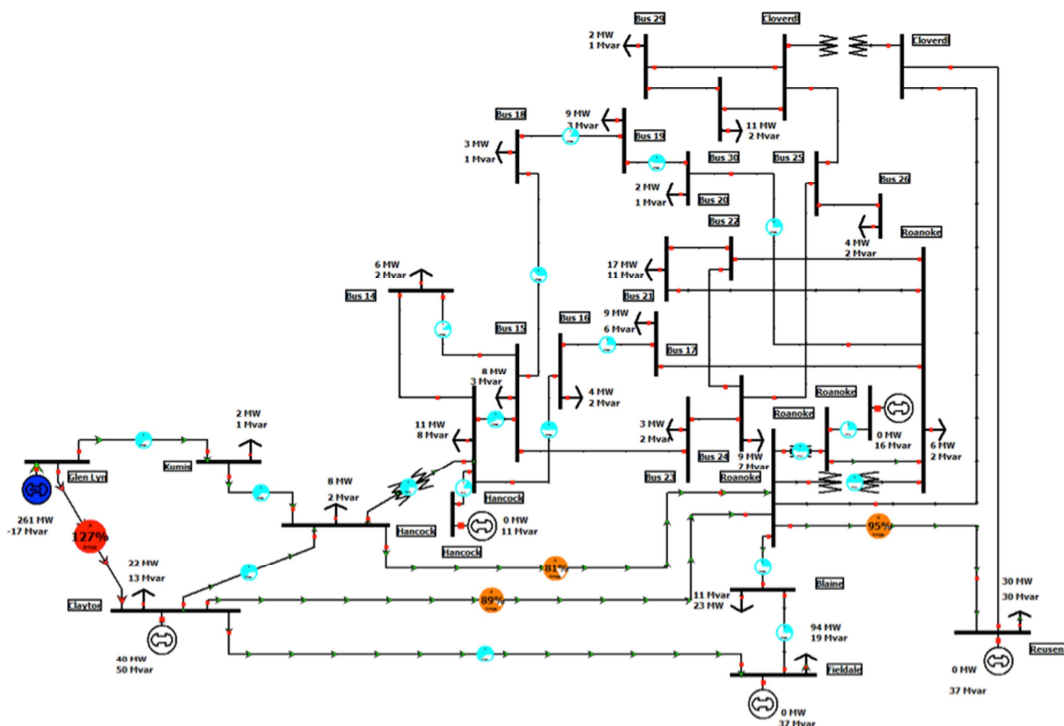 Bus 29
Cloverdl
Cloverdl
2 MW
1 Mvar
11 MW
2 Mvar
Bus 18
9 MW
3 Mvar
Bus 19
3 MW
1 Mvar
Bus 30
Bus 25
2 MW
1 Mvar
Bus 20
Bus 26
4 MW
2 Mvar
Bus 22
Roanoke
6 MW
2 Mvar
Bus 14
17 MW
11 Mvar
Bus 21
Bus 15
Bus 16
9 MW
6 Mvar
Bus 17
8 MW
3 Mvar
4 MW
2 Mvar
11 MW
8 Mvar
3 MW
2 Mvar
Bus 24
Bus 23
9 MW
7 Mvar
Roanoke
Roanoke
Roanoke
0 MW
16 Mvar
6 MW
2 Mvar
2 MW
1 Mvar
Kumis
Glen Lyn
261 MW
-17 Mvar
127%
8 MW
2 Mvar
Hancock
Hancock
Hancock
0 MW
11 Mvar
81%
95%
89%
22 MW
13 Mvar
Claytor
40 MW
50 Mvar
Blaine
11 Mvar
23 MW
94 MW
19 Mvar
Fieldale
0 MW
37 Mvar
30 MW
30 Mvar
Reusen
0 MW
37 Mvar